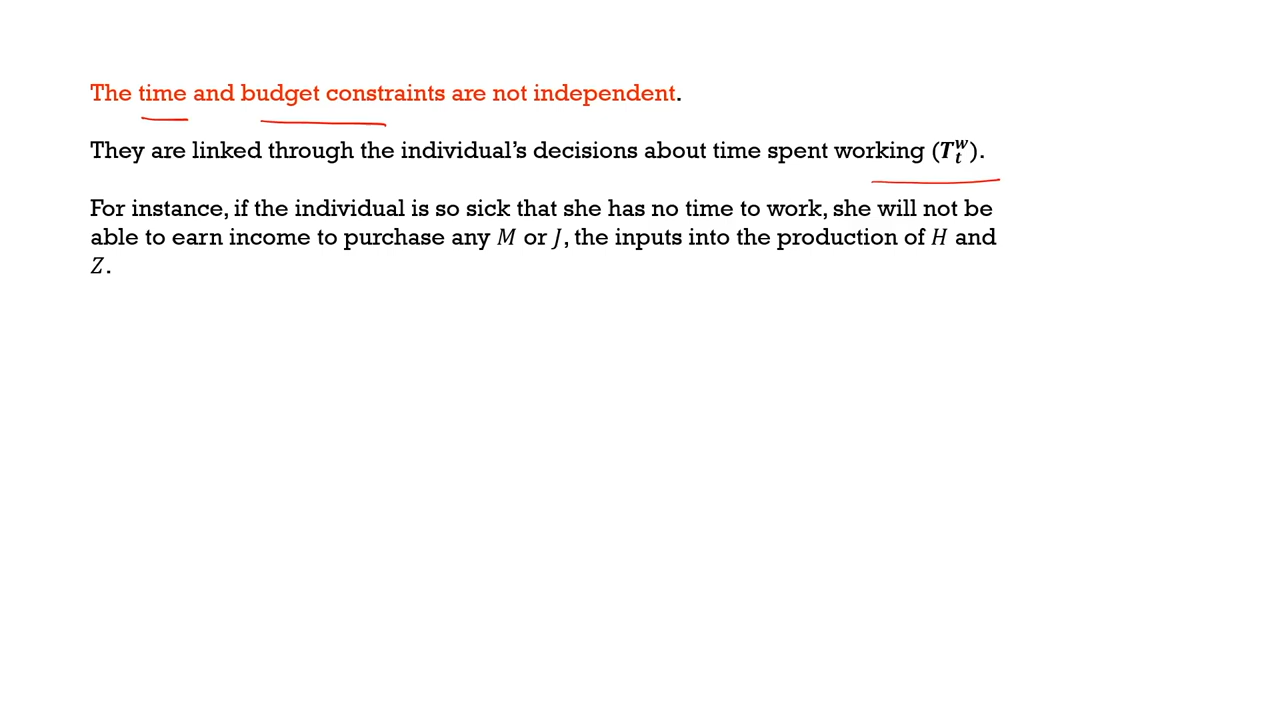 The time and budget constraints are not independent.
They are linked through the individual’s decisions about time spent working (𝑻ₜʷ).
For instance, if the individual is so sick that she has no time to work, she will not be
able to earn income to purchase any 𝑀 or 𝐽, the inputs into the production of 𝐻 and
𝑍.